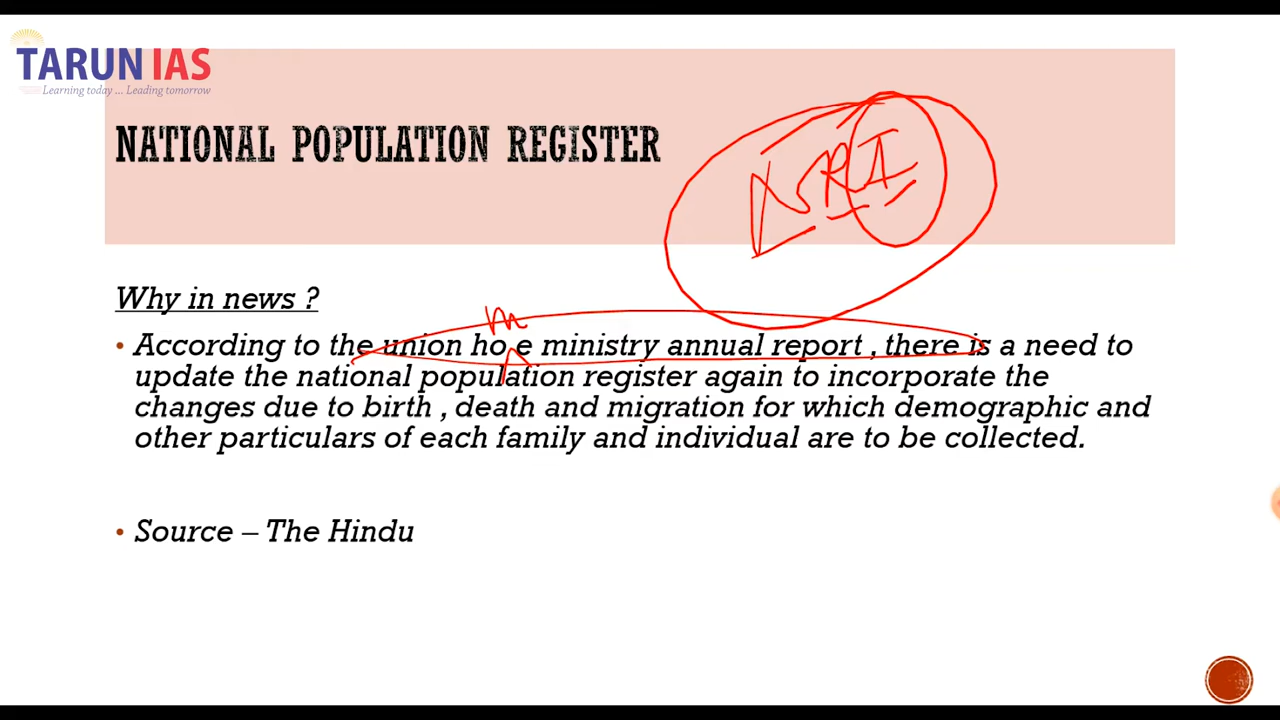 TARUN IAS
Learning today ... Leading tomorrow
NATIONAL POPULATION REGISTER
NRI
Why in news ?
m
• According to the union ho e ministry annual report , there is a need to
update the national population register again to incorporate the
changes due to birth , death and migration for which demographic and
other particulars of each family and individual are to be collected.
• Source – The Hindu